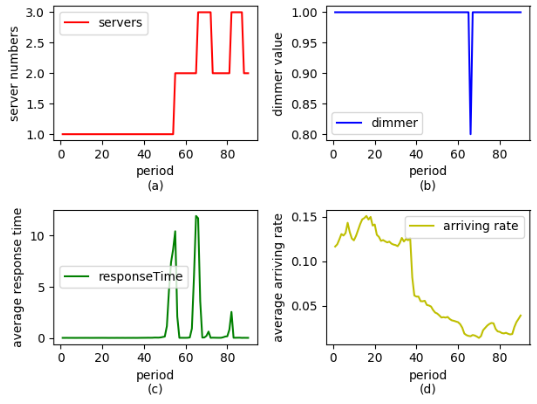 server numbers
3.0
2.5
2.0
1.5
1.0
servers
0 20 40 60 80
period
(a)
dimmer value
1.00
0.95
0.90
0.85
0.80
dimmer
0 20 40 60 80
period
(b)
average response time
10
5
0
responseTime
0 20 40 60 80
period
(c)
average arriving rate
0.15
0.10
0.05
arriving rate
0 20 40 60 80
period
(d)